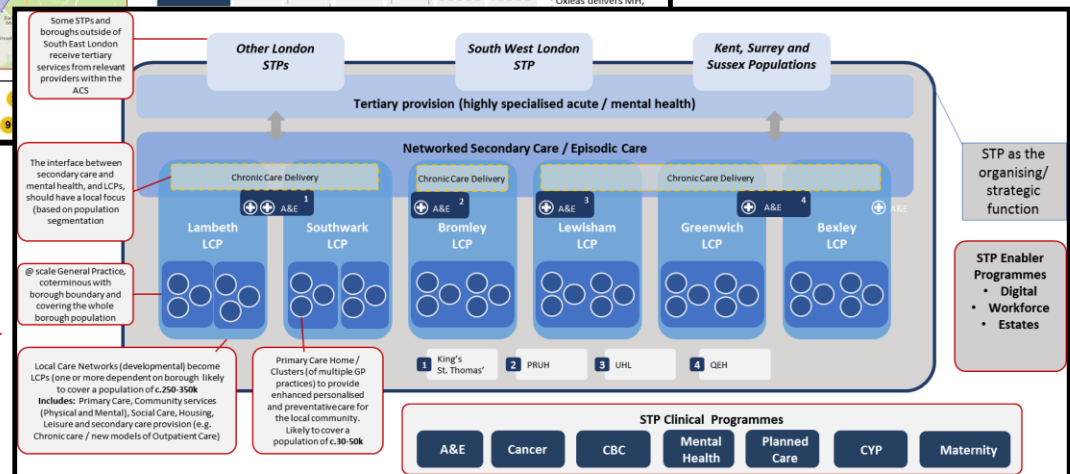 * Oxleas delivers MH,
9
Some STPs and
boroughs outside of
South East London
receive tertiary
services from relevant
providers within the
ACS
Other London
STPs
South West London
STP
Kent, Surrey and
Sussex Populations
Tertiary provision (highly specialised acute / mental health)
Networked Secondary Care / Episodic Care
The interface between
secondary care and
mental health, and LCPs,
should have a local focus
(based on population
segmentation
Chronic Care Delivery
Chronic Care Delivery
Chronic Care Delivery
A&E 1
A&E 2
A&E 3
A&E 4
A&E
Lambeth
LCP
Southwark
LCP
Bromley
LCP
Lewisham
LCP
Greenwich
LCP
Bexley
LCP
STP as the
organising/
strategic
function
@ scale General Practice,
coterminous with
borough boundary and
covering the whole
borough population
STP Enabler
Programmes
• Digital
• Workforce
• Estates
Local Care Networks (developmental) become
LCPs (one or more dependent on borough likely
to cover a population of c.250-350k
Includes: Primary Care, Community services
(Physical and Mental), Social Care, Housing,
Leisure and secondary care provision (e.g.
Chronic care / new models of Outpatient Care)
Primary Care Home /
Clusters (of multiple GP
practices) to provide
enhanced personalised
and preventative care for
the local community.
Likely to cover a
population of c.30-50k
1 King's
St. Thomas'
2 PRUH
3 UHL
4 QEH
STP Clinical Programmes
A&E
Cancer
CBC
Mental
Health
Planned
Care
CYP
Maternity